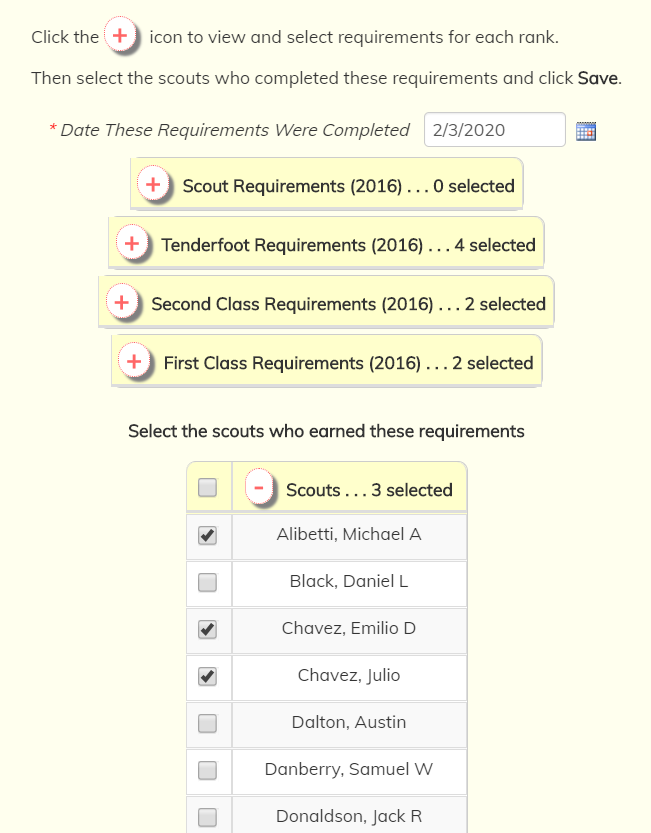 Click the + icon to view and select requirements for each rank.
Then select the scouts who completed these requirements and click Save.
* Date These Requirements Were Completed 2/3/2020
+ Scout Requirements (2016) . . . 0 selected
+ Tenderfoot Requirements (2016) . . . 4 selected
+ Second Class Requirements (2016) . . . 2 selected
+ First Class Requirements (2016) . . . 2 selected
Select the scouts who earned these requirements
- Scouts . . . 3 selected
Alibetti, Michael A
Black, Daniel L
Chavez, Emilio D
Chavez, Julio
Dalton, Austin
Danberry, Samuel W
Donaldson, Jack R